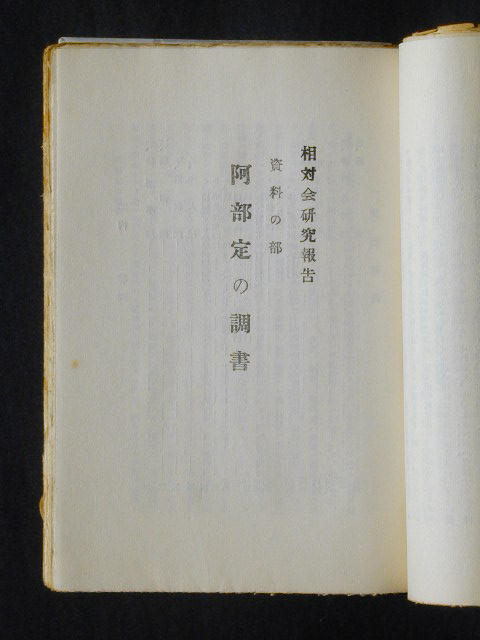 相対会研究報告
資料の部
阿部定の調書